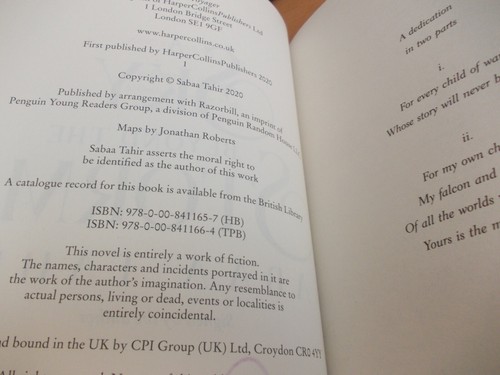 Voyager
of HarperCollinsPublishers Ltd
1 London Bridge Street
London SE1 9GF
www.harpercollins.co.uk
First published by HarperCollinsPublishers 2020
1
Copyright © Sabaa Tahir 2020
Published by arrangement with Razorbill, an imprint of
Penguin Young Readers Group, a division of Penguin Random House
Maps by Jonathan Roberts
Sabaa Tahir asserts the moral right to
be identified as the author of this work
A catalogue record for this book is available from the British Library
ISBN: 978-0-00-841165-7 (HB)
ISBN: 978-0-00-841166-4 (TPB)
This novel is entirely a work of fiction.
The names, characters and incidents portrayed in it are
the work of the author's imagination. Any resemblance to
actual persons, living or dead, events or localities is
entirely coincidental.
bound in the UK by CPI Group (UK) Ltd, Croydon CR0 4YY
A dedication
in two parts
i.
For every child of war
Whose story will never b
ii.
For my own ch
My falcon and
Of all the worlds
Yours is the m